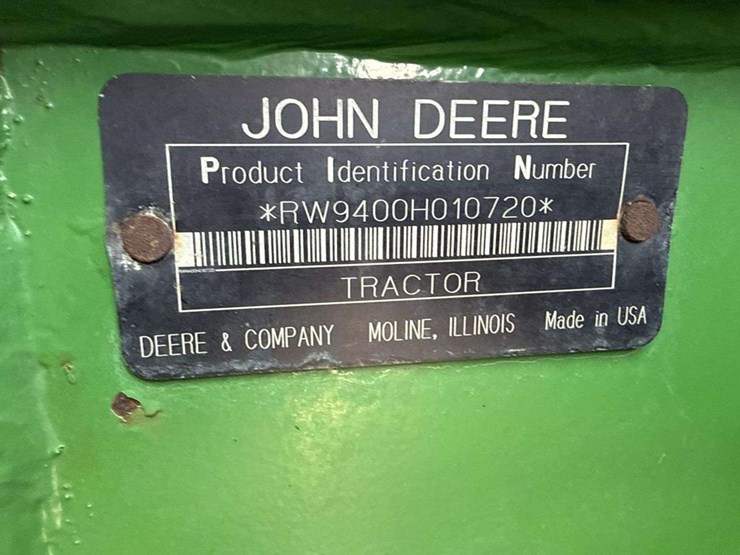 JOHN DEERE
Product Identification Number
*RW9400H010720*
TRACTOR
DEERE & COMPANY MOLINE, ILLINOIS Made in USA